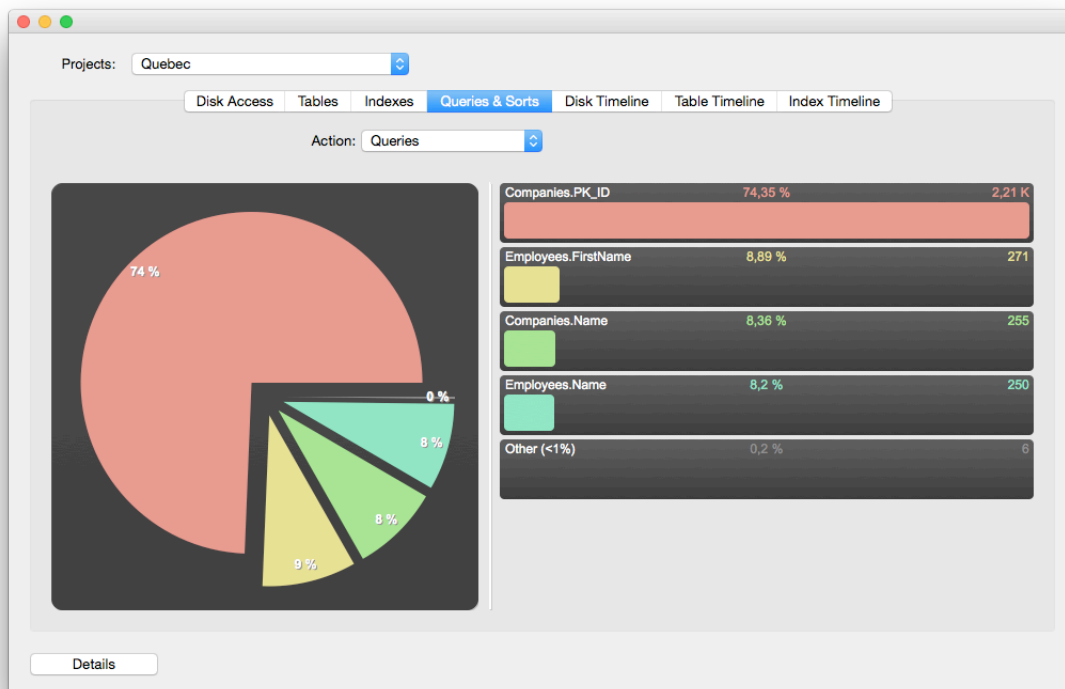 Projects: Quebec
Disk Access Tables Indexes Queries & Sorts Disk Timeline Table Timeline Index Timeline
Action: Queries
74 %
0 %
8 %
8 %
9 %
Companies.PK_ID 74,35 % 2,21 K
Employees.FirstName 8,89 % 271
Companies.Name 8,36 % 255
Employees.Name 8,2 % 250
Other (<1%) 0,2 % 6
Details